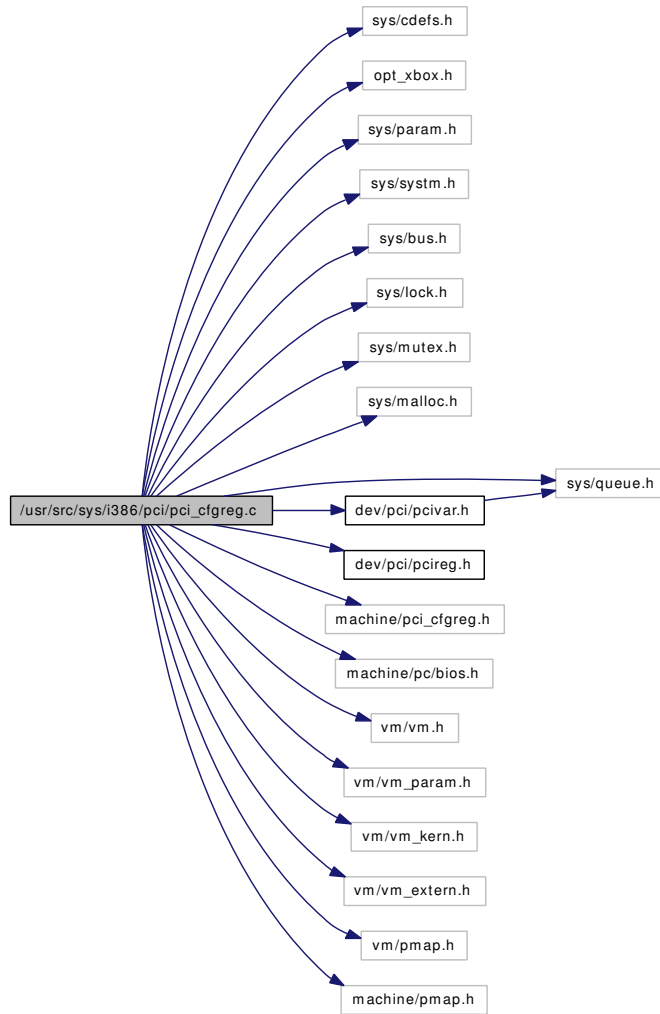 sys/cdefs.h
opt_xbox.h
sys/param.h
sys/systm.h
sys/bus.h
sys/lock.h
sys/mutex.h
sys/malloc.h
sys/queue.h
/usr/src/sys/i386/pci/pci_cfgreg.c
dev/pci/pcivar.h
dev/pci/pcireg.h
machine/pci_cfgreg.h
machine/pc/bios.h
vm/vm.h
vm/vm_param.h
vm/vm_kern.h
vm/vm_extern.h
vm/pmap.h
machine/pmap.h